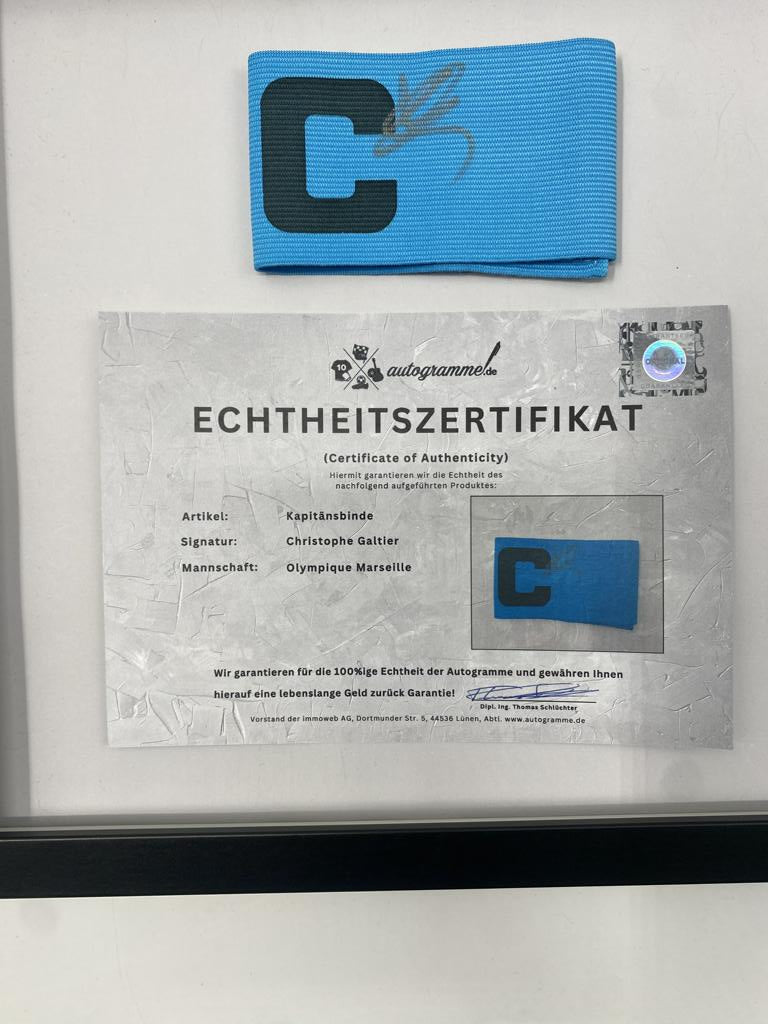 C
10
autogramme!.de
ORIGINAL
ECHTHEITSZERTIFIKAT
(Certificate of Authenticity)
Hiermit garantieren wir die Echtheit des
nachfolgend aufgeführten Produktes:
Artikel: Kapitänsbinde
Signatur: Christophe Galtier
Mannschaft: Olympique Marseille
C
Wir garantieren für die 100%ige Echtheit der Autogramme und gewähren Ihnen
hierauf eine lebenslange Geld zurück Garantie!
Dipl. Ing. Thomas Schlüchter
Vorstand der immoweb AG, Dortmunder Str. 5, 44536 Lünen, Abtl. www.autogramme.de